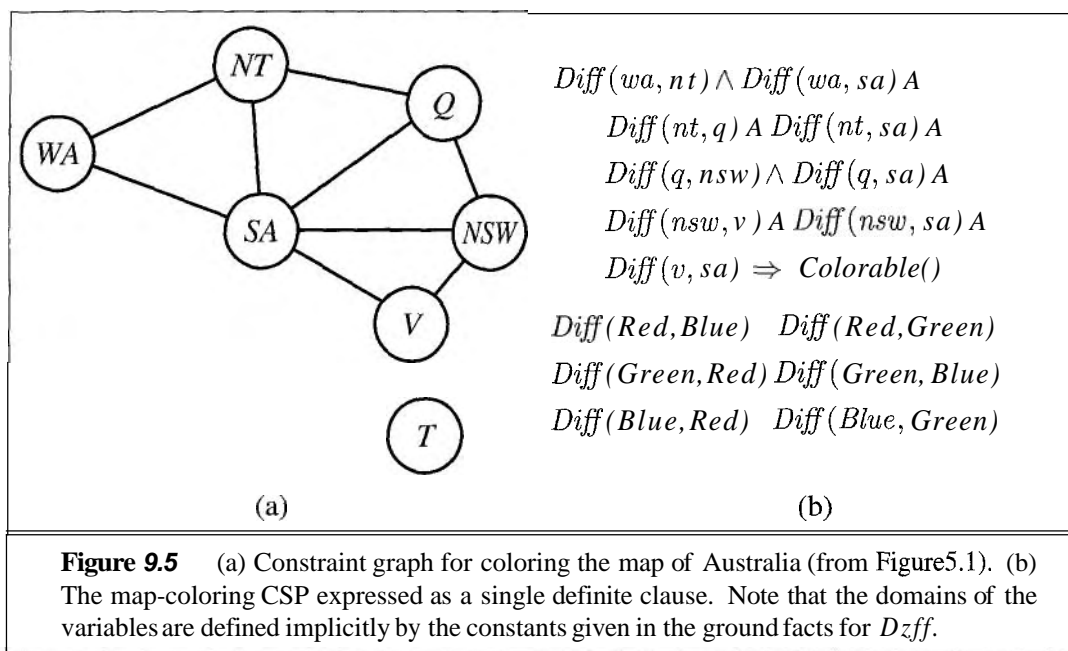 NT
Q
WA
SA
NSW
V
T
(a)
Diff(wa, nt) ∧ Diff(wa, sa) A
Diff(nt, q) A Diff(nt, sa) A
Diff(q, nsw) ∧ Diff(q, sa) A
Diff(nsw, v) A Diff(nsw, sa) A
Diff(v, sa) ⇒ Colorable()
Diff(Red,Blue) Diff(Red,Green)
Diff(Green,Red) Diff(Green, Blue)
Diff(Blue,Red) Diff(Blue, Green)
(b)
Figure 9.5 (a) Constraint graph for coloring the map of Australia (from Figure5.1). (b)
The map-coloring CSP expressed as a single definite clause. Note that the domains of the
variables are defined implicitly by the constants given in the ground facts for Dzff.